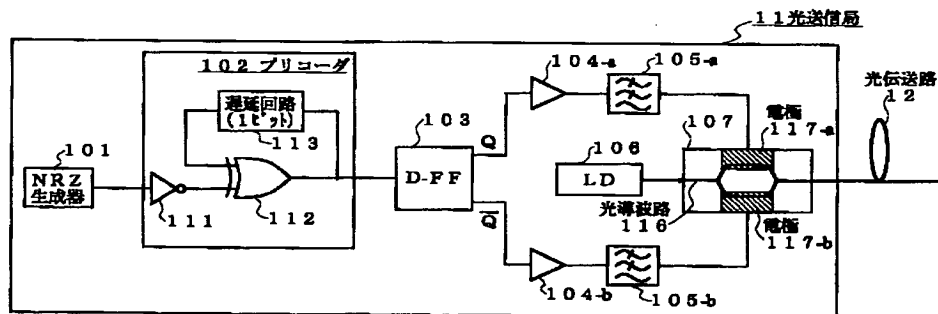 11光送信局
102 プリコーダ
104-a
105-a
光伝送路
12
遅延回路
(1ビット)
113
103
107
電極
117-a
101
106
NRZ
生成器
D-FF
Q
LD
111
112
光導波路
116
Q̅
電極
117-b
104-b
105-b